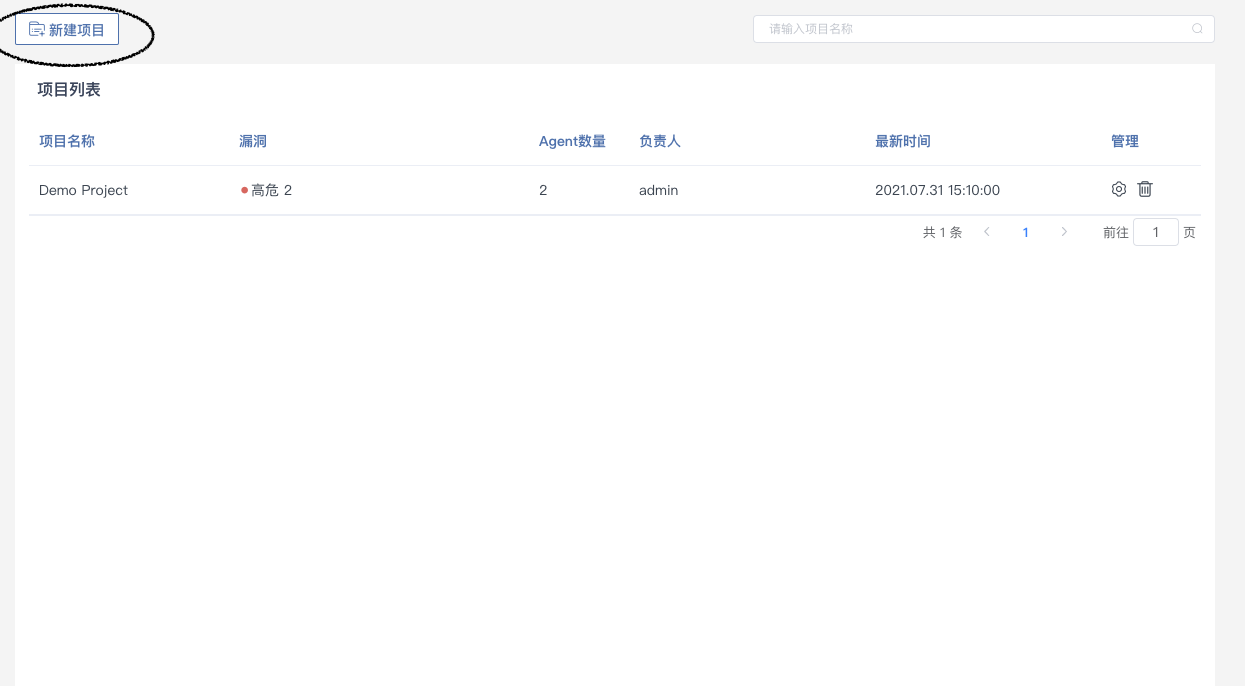 新建项目
请输入项目名称
项目列表
项目名称 漏洞 Agent数量 负责人 最新时间 管理
Demo Project 高危 2 2 admin 2021.07.31 15:10:00
共 1 条 1 前往 1 页